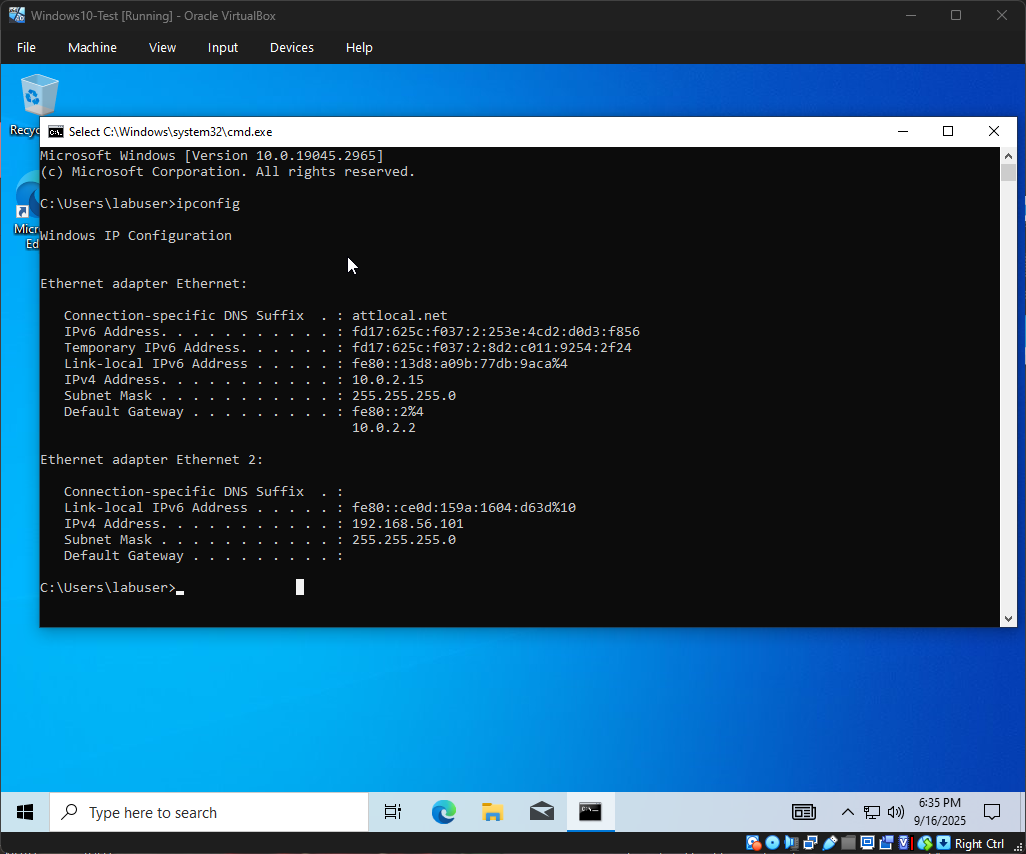 Windows10-Test [Running] - Oracle VirtualBox
File Machine View Input Devices Help
Recyc
Select C:\Windows\system32\cmd.exe
Microsoft Windows [Version 10.0.19045.2965]
(c) Microsoft Corporation. All rights reserved.
C:\Users\labuser>ipconfig
Micr
Ed
Windows IP Configuration
Ethernet adapter Ethernet:
Connection-specific DNS Suffix . : attlocal.net
IPv6 Address. . . . . . . . . . . : fd17:625c:f037:2:253e:4cd2:d0d3:f856
Temporary IPv6 Address. . . . . . : fd17:625c:f037:2:8d2:c011:9254:2f24
Link-local IPv6 Address . . . . . : fe80::13d8:a09b:77db:9aca%4
IPv4 Address. . . . . . . . . . . : 10.0.2.15
Subnet Mask . . . . . . . . . . . : 255.255.255.0
Default Gateway . . . . . . . . . : fe80::2%4
10.0.2.2
Ethernet adapter Ethernet 2:
Connection-specific DNS Suffix . :
Link-local IPv6 Address . . . . . : fe80::ce0d:159a:1604:d63d%10
IPv4 Address. . . . . . . . . . . : 192.168.56.101
Subnet Mask . . . . . . . . . . . : 255.255.255.0
Default Gateway . . . . . . . . . :
C:\Users\labuser>
Type here to search
6:35 PM
9/16/2025
Right Ctrl